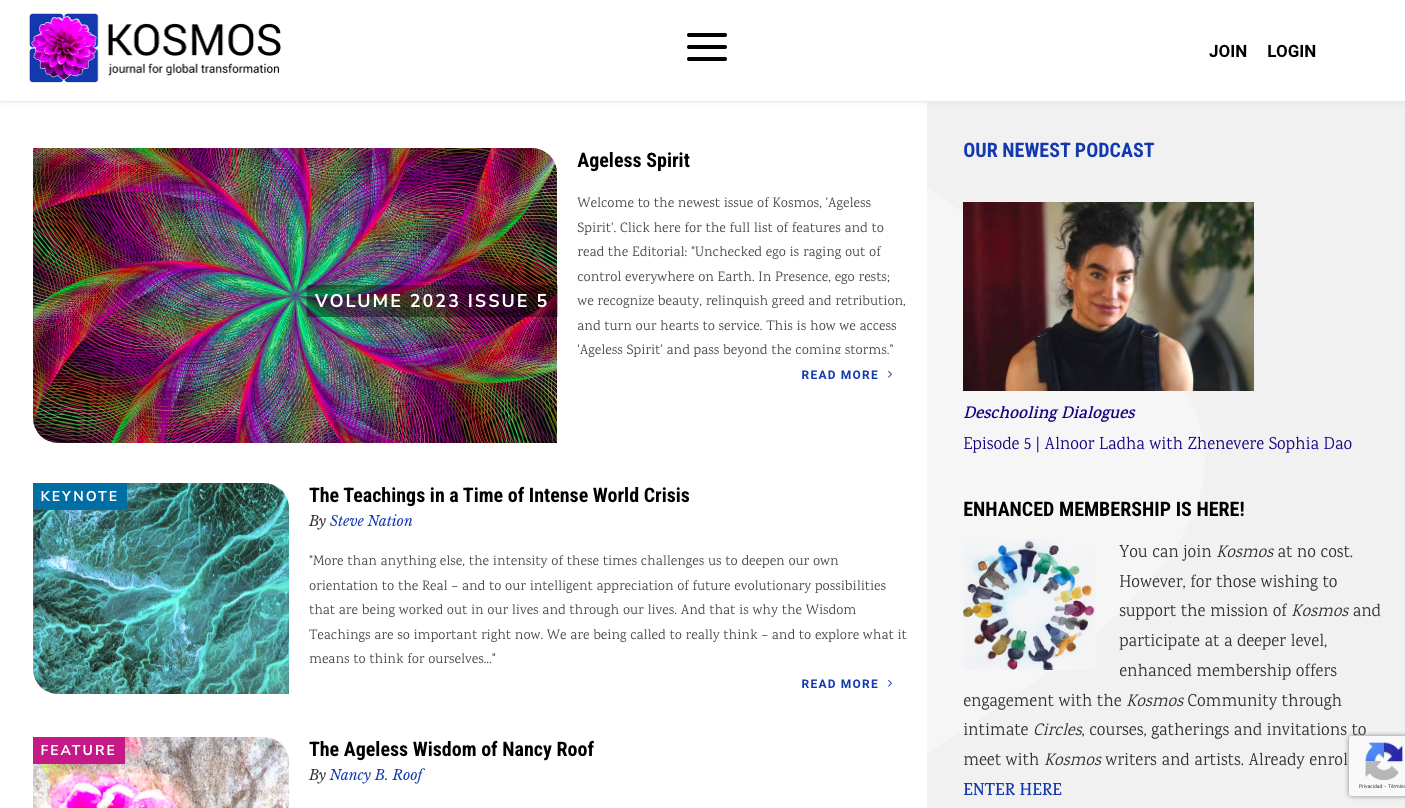 KOSMOS
journal for global transformation
JOIN LOGIN
VOLUME 2023 ISSUE 5
Ageless Spirit
Welcome to the newest issue of Kosmos, 'Ageless
Spirit'. Click here for the full list of features and to
read the Editorial: "Unchecked ego is raging out of
control everywhere on Earth. In Presence, ego rests;
we recognize beauty, relinquish greed and retribution,
and turn our hearts to service. This is how we access
'Ageless Spirit' and pass beyond the coming storms."
READ MORE
KEYNOTE
The Teachings in a Time of Intense World Crisis
By Steve Nation
"More than anything else, the intensity of these times challenges us to deepen our own
orientation to the Real – and to our intelligent appreciation of future evolutionary possibilities
that are being worked out in our lives and through our lives. And that is why the Wisdom
Teachings are so important right now. We are being called to really think – and to explore what it
means to think for ourselves…"
READ MORE
FEATURE
The Ageless Wisdom of Nancy Roof
By Nancy B. Roof
OUR NEWEST PODCAST
Deschooling Dialogues
Episode 5 | Alnoor Ladha with Zhenevere Sophia Dao
ENHANCED MEMBERSHIP IS HERE!
You can join Kosmos at no cost.
However, for those wishing to
support the mission of Kosmos and
participate at a deeper level,
enhanced membership offers
engagement with the Kosmos Community through
intimate Circles, courses, gatherings and invitations to
meet with Kosmos writers and artists. Already
ENTER HERE
Privacidad -